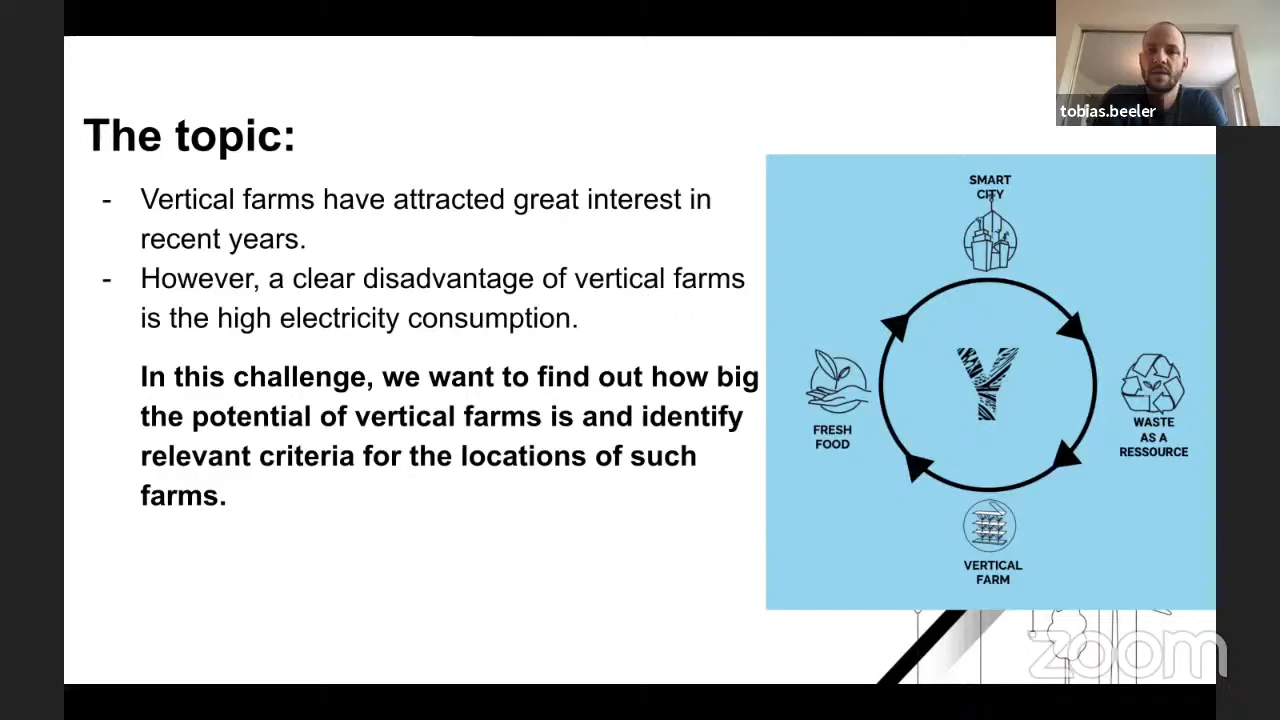 tobias.beeler
The topic:
- Vertical farms have attracted great interest in
recent years.
- However, a clear disadvantage of vertical farms
is the high electricity consumption.
In this challenge, we want to find out how big
the potential of vertical farms is and identify
relevant criteria for the locations of such
farms.
SMART
CITY
Y
FRESH
FOOD
WASTE
AS A
RESSOURCE
VERTICAL
FARM
zoom